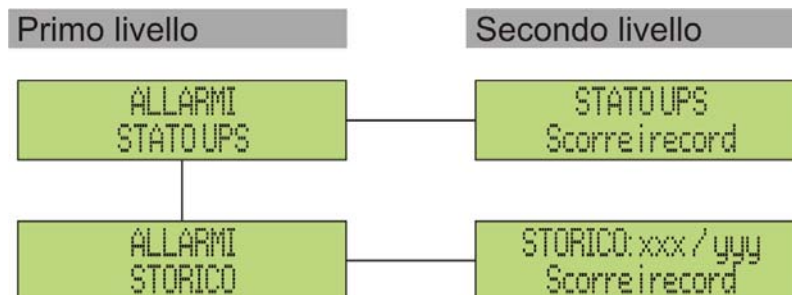 Primo livello
Secondo livello
ALLARMI
STATO UPS
STATO UPS
Scorre i record
ALLARMI
STORICO
STORICO: xxx / yyy
Scorre i record